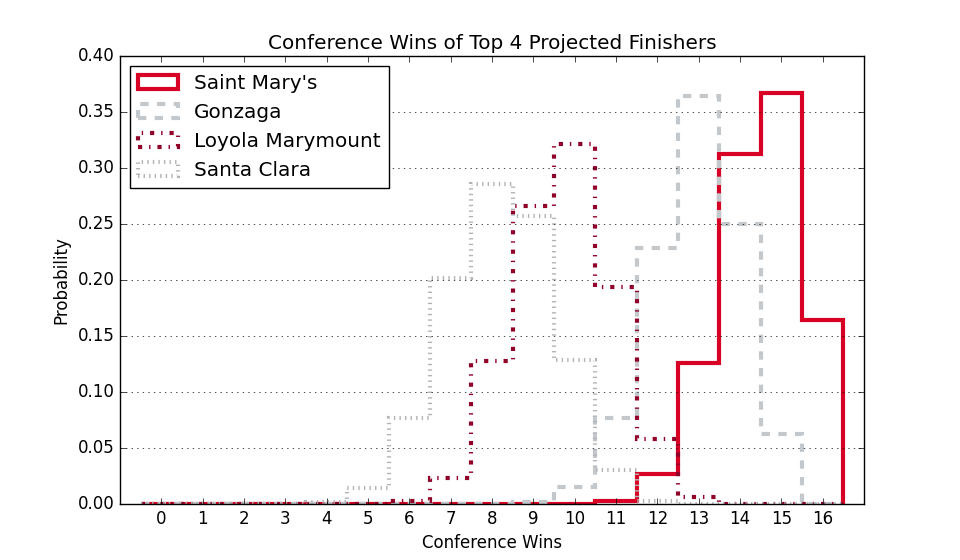 Conference Wins of Top 4 Projected Finishers
0.40
0.35
0.30
0.25
0.20
0.15
0.10
0.05
0.00
Probability
Saint Mary's
Gonzaga
Loyola Marymount
Santa Clara
0 1 2 3 4 5 6 7 8 9 10 11 12 13 14 15 16
Conference Wins